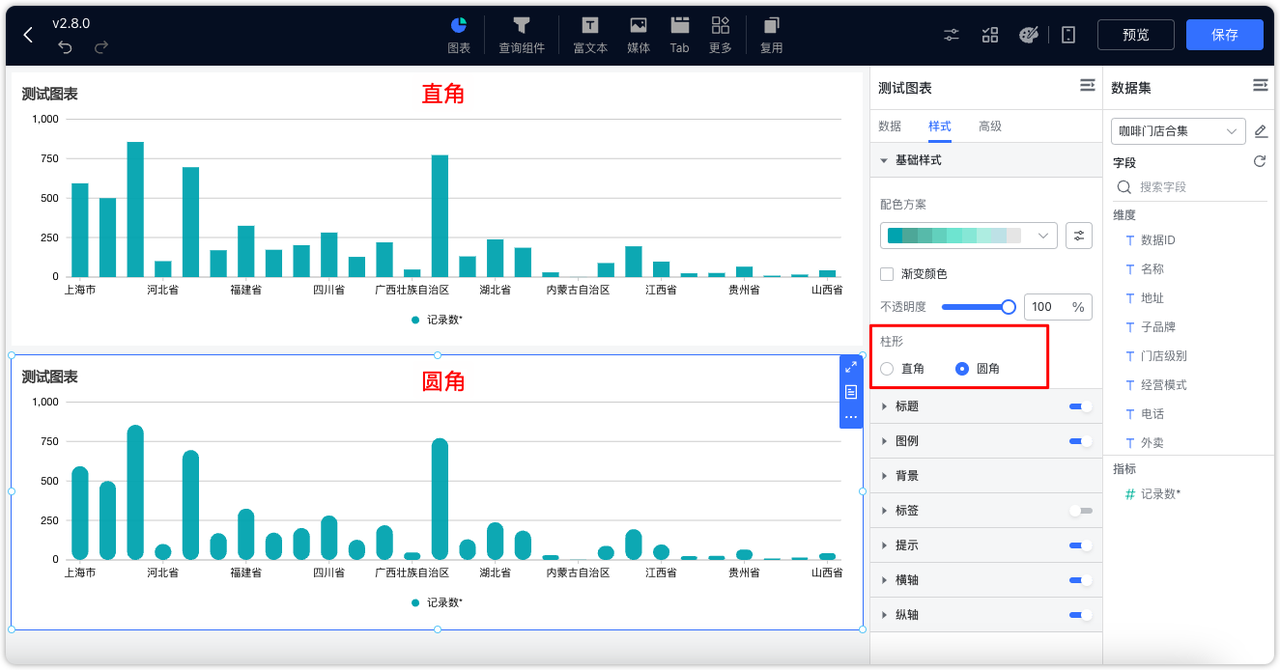 v2.8.0
图表
查询组件
富文本
媒体
Tab
更多
复用
预览
保存
测试图表
直角
1,000
750
500
250
0
上海市
河北省
福建省
四川省
广西壮族自治区
湖北省
内蒙古自治区
江西省
贵州省
山西省
记录数*
测试图表
圆角
1,000
750
500
250
0
上海市
河北省
福建省
四川省
广西壮族自治区
湖北省
内蒙古自治区
江西省
贵州省
山西省
记录数*
测试图表
数据
样式
高级
基础样式
配色方案
渐变颜色
不透明度
100
%
柱形
直角
圆角
标题
图例
背景
标签
提示
横轴
纵轴
数据集
咖啡门店合集
字段
搜索字段
维度
T 数据ID
T 名称
T 地址
T 子品牌
T 门店级别
T 经营模式
T 电话
T 外卖
指标
# 记录数*